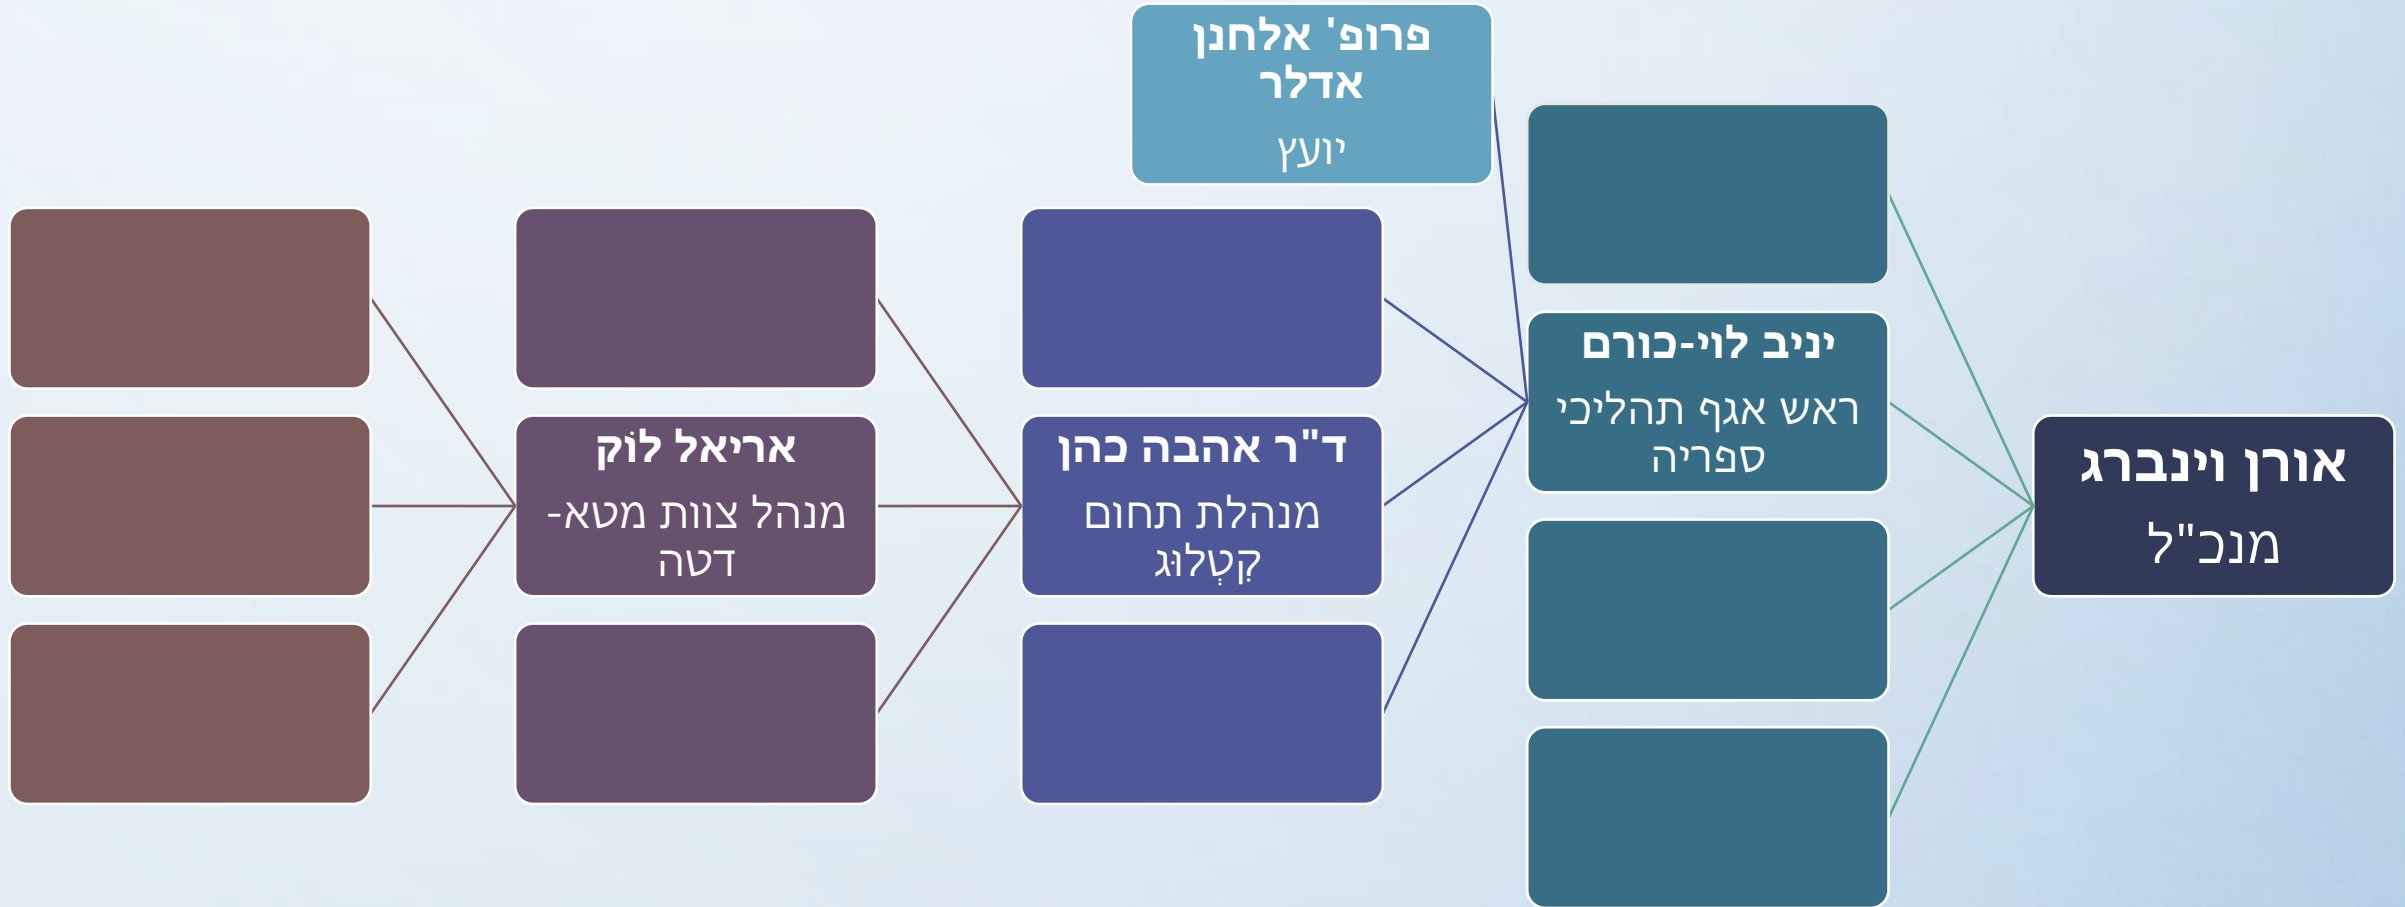 אורן וינברג
מנכ"ל
יניב לוי-כורם
ראש אגף תהליכי
ספריה
פרופ' אלחנן
אדלר
יועץ
ד"ר אהבה כהן
מנהלת תחום
קִטְלוּג
אריאל לוֹק
מנהל צוות מטא-
דטה